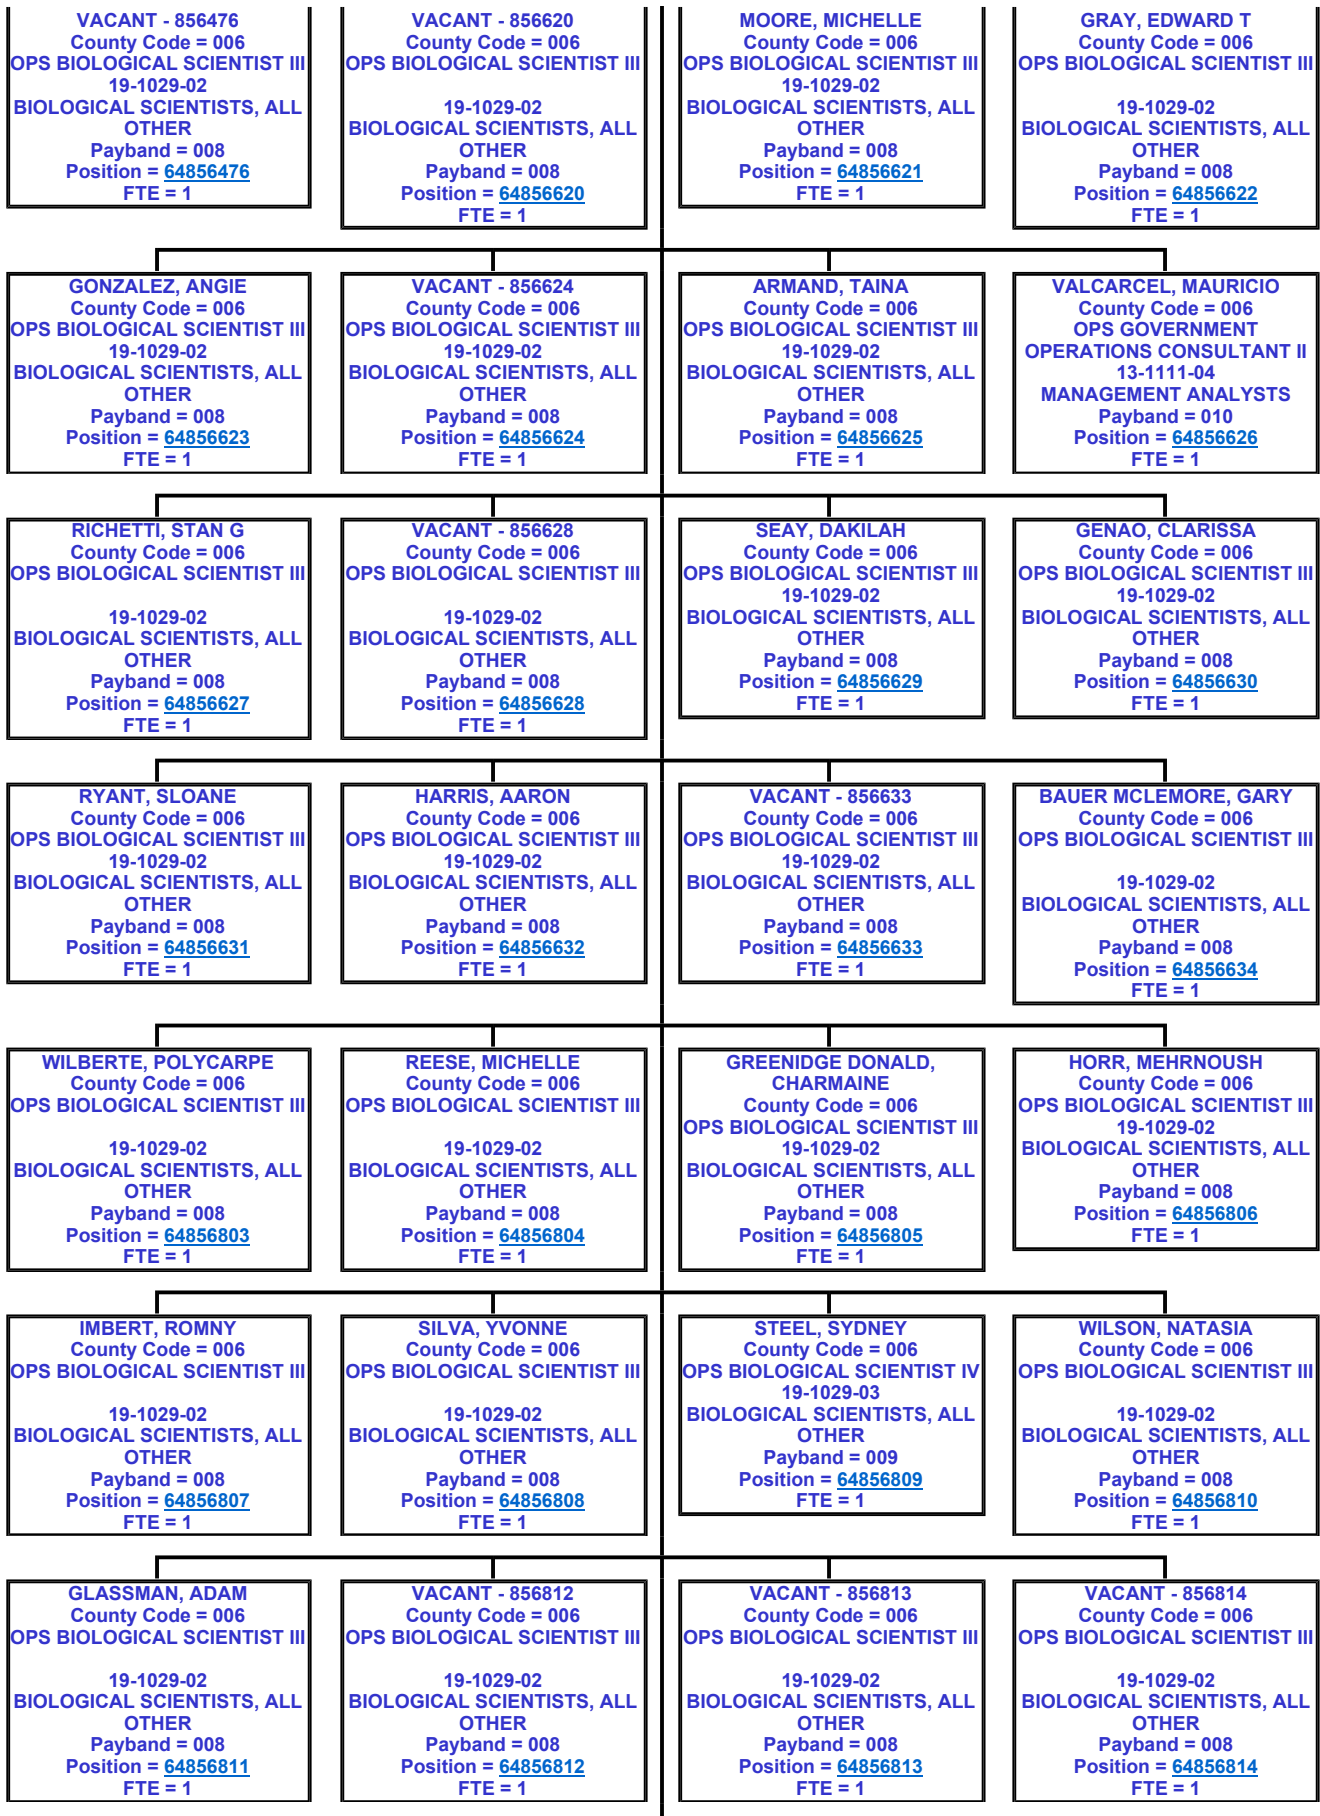 VACANT - 856476
County Code = 006
OPS BIOLOGICAL SCIENTIST III
19-1029-02
BIOLOGICAL SCIENTISTS, ALL
OTHER
Payband = 008
Position = 64856476
FTE = 1
VACANT - 856620
County Code = 006
OPS BIOLOGICAL SCIENTIST III
19-1029-02
BIOLOGICAL SCIENTISTS, ALL
OTHER
Payband = 008
Position = 64856620
FTE = 1
MOORE, MICHELLE
County Code = 006
OPS BIOLOGICAL SCIENTIST III
19-1029-02
BIOLOGICAL SCIENTISTS, ALL
OTHER
Payband = 008
Position = 64856621
FTE = 1
GRAY, EDWARD T
County Code = 006
OPS BIOLOGICAL SCIENTIST III
19-1029-02
BIOLOGICAL SCIENTISTS, ALL
OTHER
Payband = 008
Position = 64856622
FTE = 1
GONZALEZ, ANGIE
County Code = 006
OPS BIOLOGICAL SCIENTIST III
19-1029-02
BIOLOGICAL SCIENTISTS, ALL
OTHER
Payband = 008
Position = 64856623
FTE = 1
VACANT - 856624
County Code = 006
OPS BIOLOGICAL SCIENTIST III
19-1029-02
BIOLOGICAL SCIENTISTS, ALL
OTHER
Payband = 008
Position = 64856624
FTE = 1
ARMAND, TAINA
County Code = 006
OPS BIOLOGICAL SCIENTIST III
19-1029-02
BIOLOGICAL SCIENTISTS, ALL
OTHER
Payband = 008
Position = 64856625
FTE = 1
VALCARCEL, MAURICIO
County Code = 006
OPS GOVERNMENT
OPERATIONS CONSULTANT II
13-1111-04
MANAGEMENT ANALYSTS
Payband = 010
Position = 64856626
FTE = 1
RICHETTI, STAN G
County Code = 006
OPS BIOLOGICAL SCIENTIST III
19-1029-02
BIOLOGICAL SCIENTISTS, ALL
OTHER
Payband = 008
Position = 64856627
FTE = 1
VACANT - 856628
County Code = 006
OPS BIOLOGICAL SCIENTIST III
19-1029-02
BIOLOGICAL SCIENTISTS, ALL
OTHER
Payband = 008
Position = 64856628
FTE = 1
SEAY, DAKILAH
County Code = 006
OPS BIOLOGICAL SCIENTIST III
19-1029-02
BIOLOGICAL SCIENTISTS, ALL
OTHER
Payband = 008
Position = 64856629
FTE = 1
GENAO, CLARISSA
County Code = 006
OPS BIOLOGICAL SCIENTIST III
19-1029-02
BIOLOGICAL SCIENTISTS, ALL
OTHER
Payband = 008
Position = 64856630
FTE = 1
RYANT, SLOANE
County Code = 006
OPS BIOLOGICAL SCIENTIST III
19-1029-02
BIOLOGICAL SCIENTISTS, ALL
OTHER
Payband = 008
Position = 64856631
FTE = 1
HARRIS, AARON
County Code = 006
OPS BIOLOGICAL SCIENTIST III
19-1029-02
BIOLOGICAL SCIENTISTS, ALL
OTHER
Payband = 008
Position = 64856632
FTE = 1
VACANT - 856633
County Code = 006
OPS BIOLOGICAL SCIENTIST III
19-1029-02
BIOLOGICAL SCIENTISTS, ALL
OTHER
Payband = 008
Position = 64856633
FTE = 1
BAUER MCLEMORE, GARY
County Code = 006
OPS BIOLOGICAL SCIENTIST III
19-1029-02
BIOLOGICAL SCIENTISTS, ALL
OTHER
Payband = 008
Position = 64856634
FTE = 1
WILBERTE, POLYCARPE
County Code = 006
OPS BIOLOGICAL SCIENTIST III
19-1029-02
BIOLOGICAL SCIENTISTS, ALL
OTHER
Payband = 008
Position = 64856803
FTE = 1
REESE, MICHELLE
County Code = 006
OPS BIOLOGICAL SCIENTIST III
19-1029-02
BIOLOGICAL SCIENTISTS, ALL
OTHER
Payband = 008
Position = 64856804
FTE = 1
GREENIDGE DONALD,
CHARMAINE
County Code = 006
OPS BIOLOGICAL SCIENTIST III
19-1029-02
BIOLOGICAL SCIENTISTS, ALL
OTHER
Payband = 008
Position = 64856805
FTE = 1
HORR, MEHRNOUSH
County Code = 006
OPS BIOLOGICAL SCIENTIST III
19-1029-02
BIOLOGICAL SCIENTISTS, ALL
OTHER
Payband = 008
Position = 64856806
FTE = 1
IMBERT, ROMNY
County Code = 006
OPS BIOLOGICAL SCIENTIST III
19-1029-02
BIOLOGICAL SCIENTISTS, ALL
OTHER
Payband = 008
Position = 64856807
FTE = 1
SILVA, YVONNE
County Code = 006
OPS BIOLOGICAL SCIENTIST III
19-1029-02
BIOLOGICAL SCIENTISTS, ALL
OTHER
Payband = 008
Position = 64856808
FTE = 1
STEEL, SYDNEY
County Code = 006
OPS BIOLOGICAL SCIENTIST IV
19-1029-03
BIOLOGICAL SCIENTISTS, ALL
OTHER
Payband = 009
Position = 64856809
FTE = 1
WILSON, NATASIA
County Code = 006
OPS BIOLOGICAL SCIENTIST III
19-1029-02
BIOLOGICAL SCIENTISTS, ALL
OTHER
Payband = 008
Position = 64856810
FTE = 1
GLASSMAN, ADAM
County Code = 006
OPS BIOLOGICAL SCIENTIST III
19-1029-02
BIOLOGICAL SCIENTISTS, ALL
OTHER
Payband = 008
Position = 64856811
FTE = 1
VACANT - 856812
County Code = 006
OPS BIOLOGICAL SCIENTIST III
19-1029-02
BIOLOGICAL SCIENTISTS, ALL
OTHER
Payband = 008
Position = 64856812
FTE = 1
VACANT - 856813
County Code = 006
OPS BIOLOGICAL SCIENTIST III
19-1029-02
BIOLOGICAL SCIENTISTS, ALL
OTHER
Payband = 008
Position = 64856813
FTE = 1
VACANT - 856814
County Code = 006
OPS BIOLOGICAL SCIENTIST III
19-1029-02
BIOLOGICAL SCIENTISTS, ALL
OTHER
Payband = 008
Position = 64856814
FTE = 1